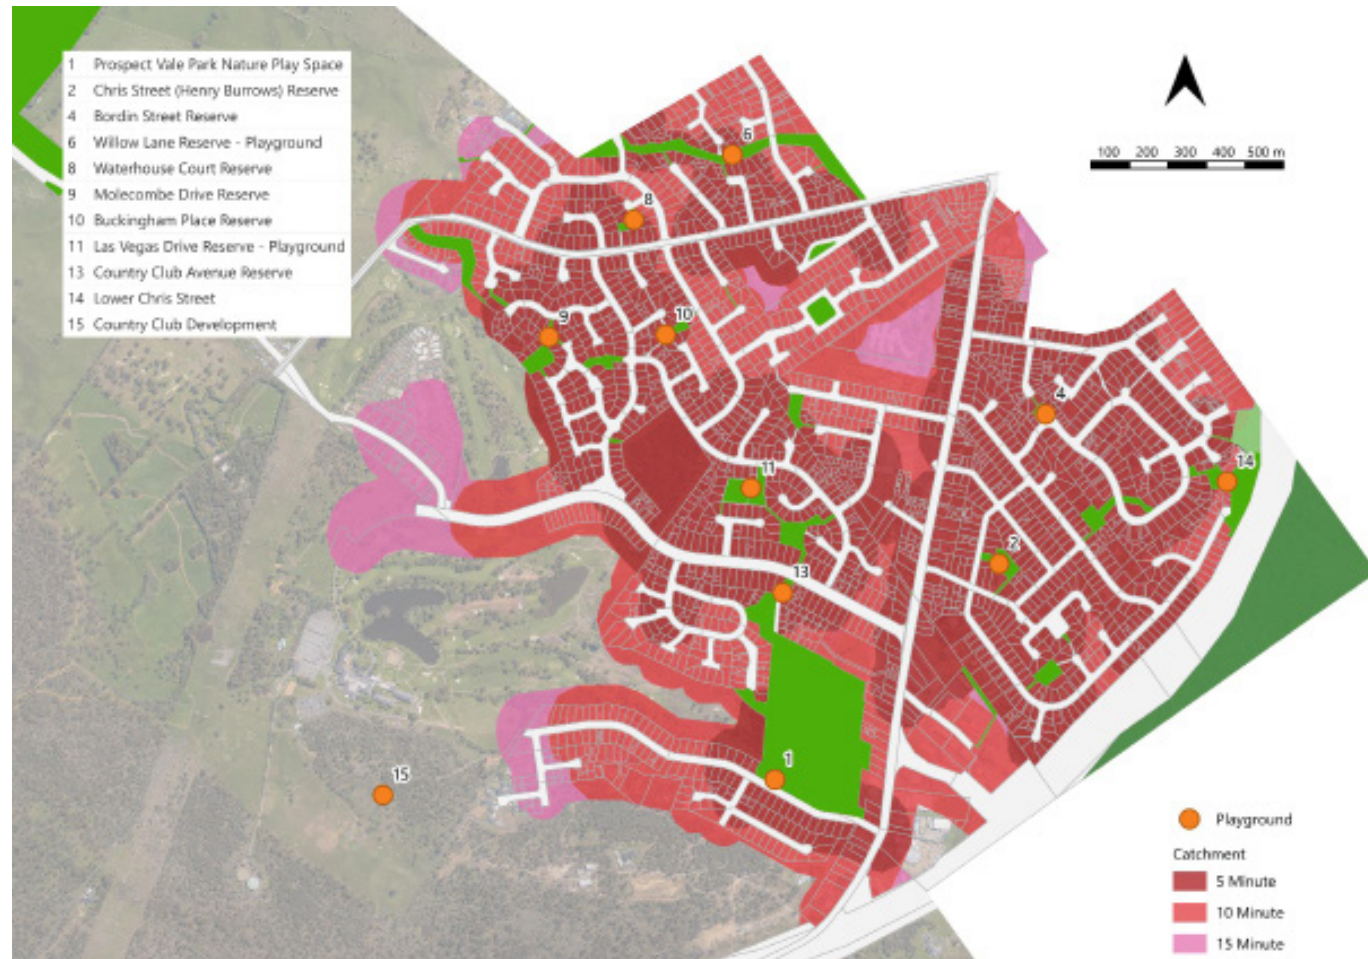 1 Prospect Vale Park Nature Play Space
2 Chris Street (Henry Burrows) Reserve
4 Bordin Street Reserve
6 Willow Lane Reserve - Playground
8 Waterhouse Court Reserve
9 Molecombe Drive Reserve
10 Buckingham Place Reserve
11 Las Vegas Drive Reserve - Playground
13 Country Club Avenue Reserve
14 Lower Chris Street
15 Country Club Development
100 200 300 400 500 m
6
8
9
10
4
11
14
2
13
1
15
Playground
Catchment
5 Minute
10 Minute
15 Minute